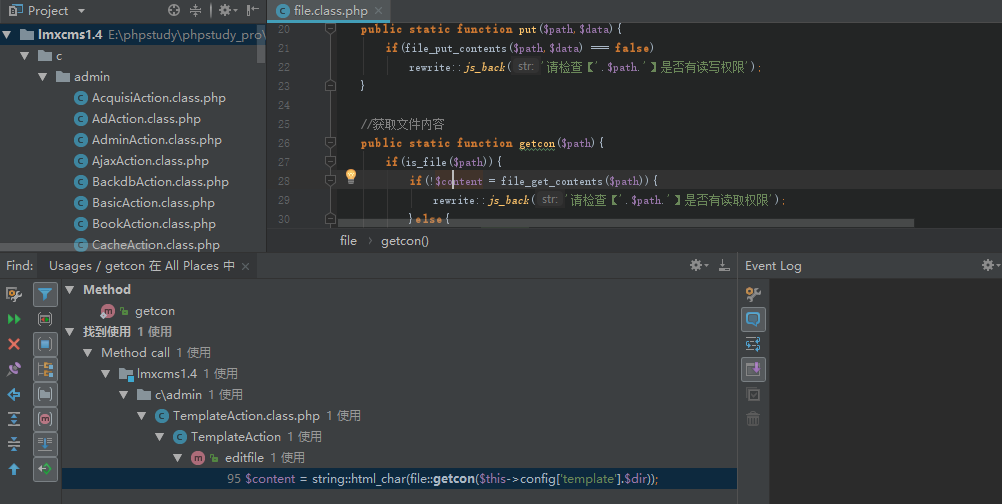 Project
lmxcms1.4 E:\phpstudy\phpstudy_pro\
c
admin
AcquisiAction.class.php
AdAction.class.php
AdminAction.class.php
AjaxAction.class.php
BackdbAction.class.php
BasicAction.class.php
BookAction.class.php
CacheAction.class.php
file.class.php
20 public static function put($path,$data){
21 if(file_put_contents($path,$data) === false)
22 rewrite::js_back( str: '请检查【'.$path.'】是否有读写权限');
23 }
24
25 //获取文件内容
26 public static function getcon($path){
27 if(is_file($path)){
28 if(!$content = file_get_contents($path)){
29 rewrite::js_back( str: '请检查【'.$path.'】是否有读取权限');
30 }else{
file › getcon()
Find: Usages / getcon 在 All Places 中
Method
getcon
找到使用 1 使用
Method call 1 使用
lmxcms1.4 1 使用
c\admin 1 使用
TemplateAction.class.php 1 使用
TemplateAction 1 使用
editfile 1 使用
95 $content = string::html_char(file::getcon($this->config['template'].$dir));
Event Log